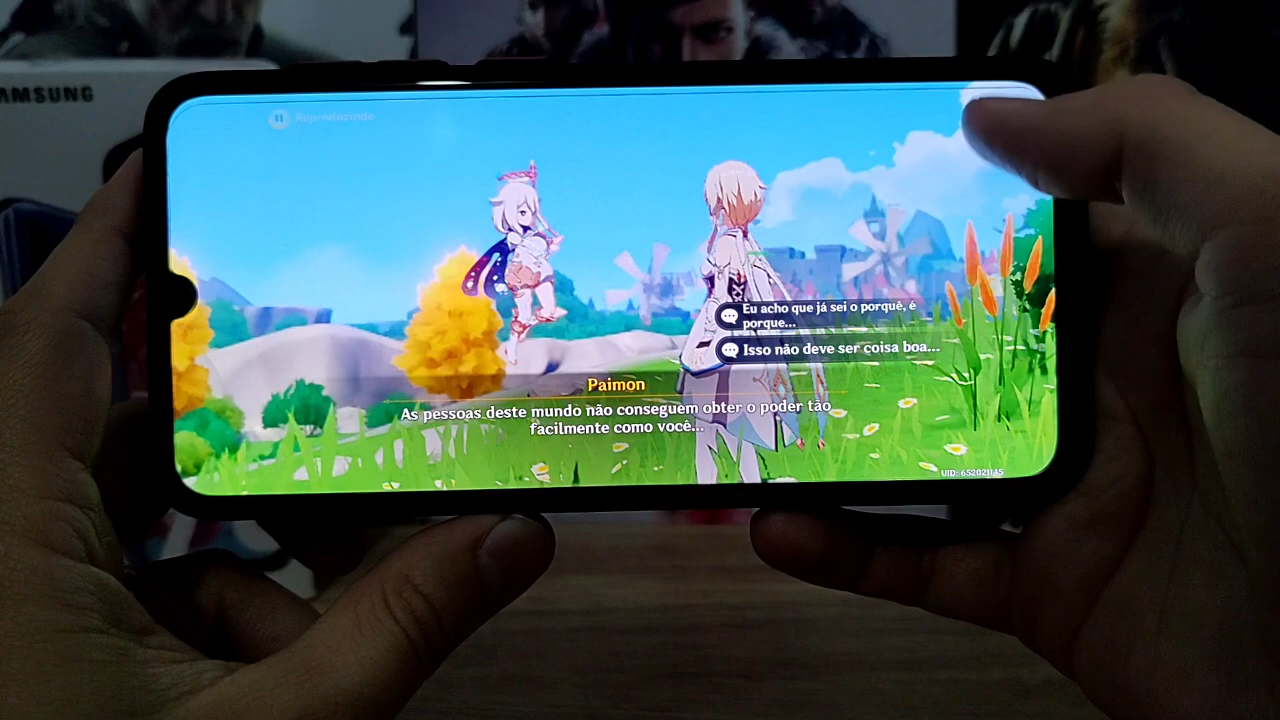 AMSUNG
Reproduzindo
Eu acho que já sei o porquê, é
porque...
Isso não deve ser coisa boa...
Paimon
As pessoas deste mundo não conseguem obter o poder tão
facilmente como você...
UID: 652021145